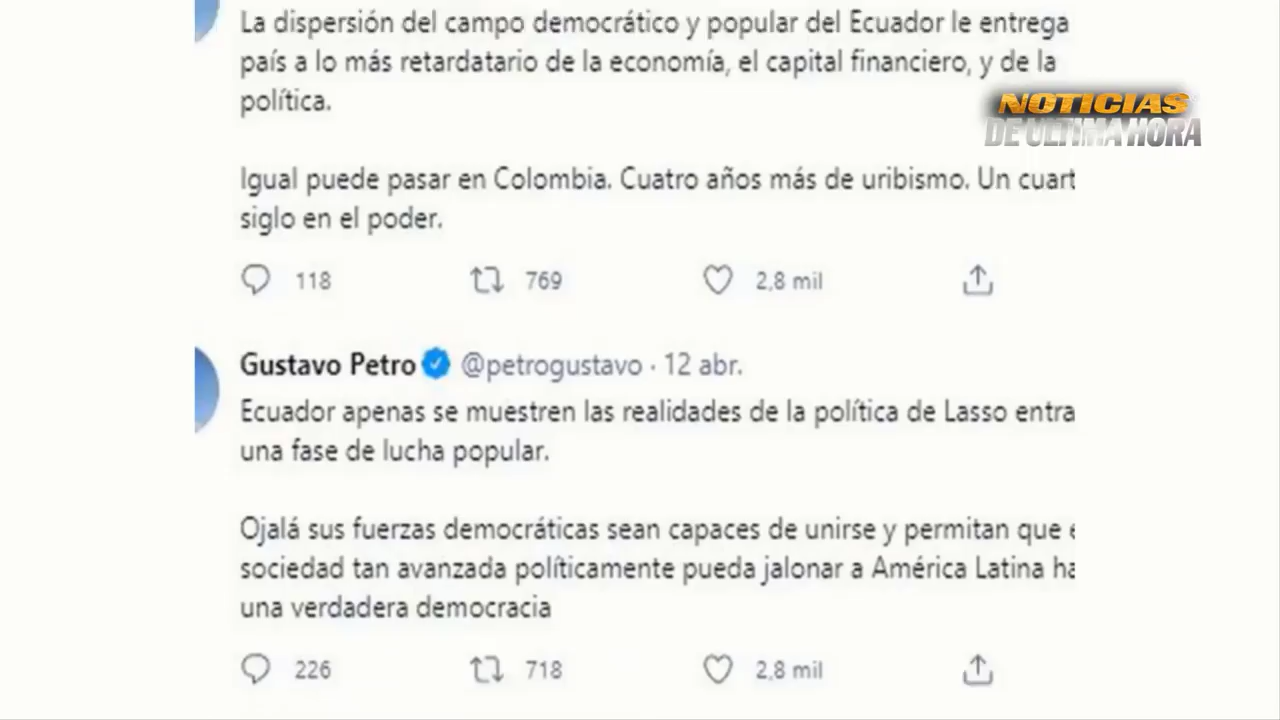 La dispersión del campo democrático y popular del Ecuador le entrega
país a lo más retardatario de la economía, el capital financiero, y de la
política.
NOTICIAS
DE ULTIMA HORA
Igual puede pasar en Colombia. Cuatro años más de uribismo. Un cuart
siglo en el poder.
118 769 2,8 mil
Gustavo Petro @petrogustavo · 12 abr.
Ecuador apenas se muestren las realidades de la política de Lasso entra
una fase de lucha popular.
Ojalá sus fuerzas democráticas sean capaces de unirse y permitan que e
sociedad tan avanzada políticamente pueda jalonar a América Latina ha
una verdadera democracia
226 718 2,8 mil